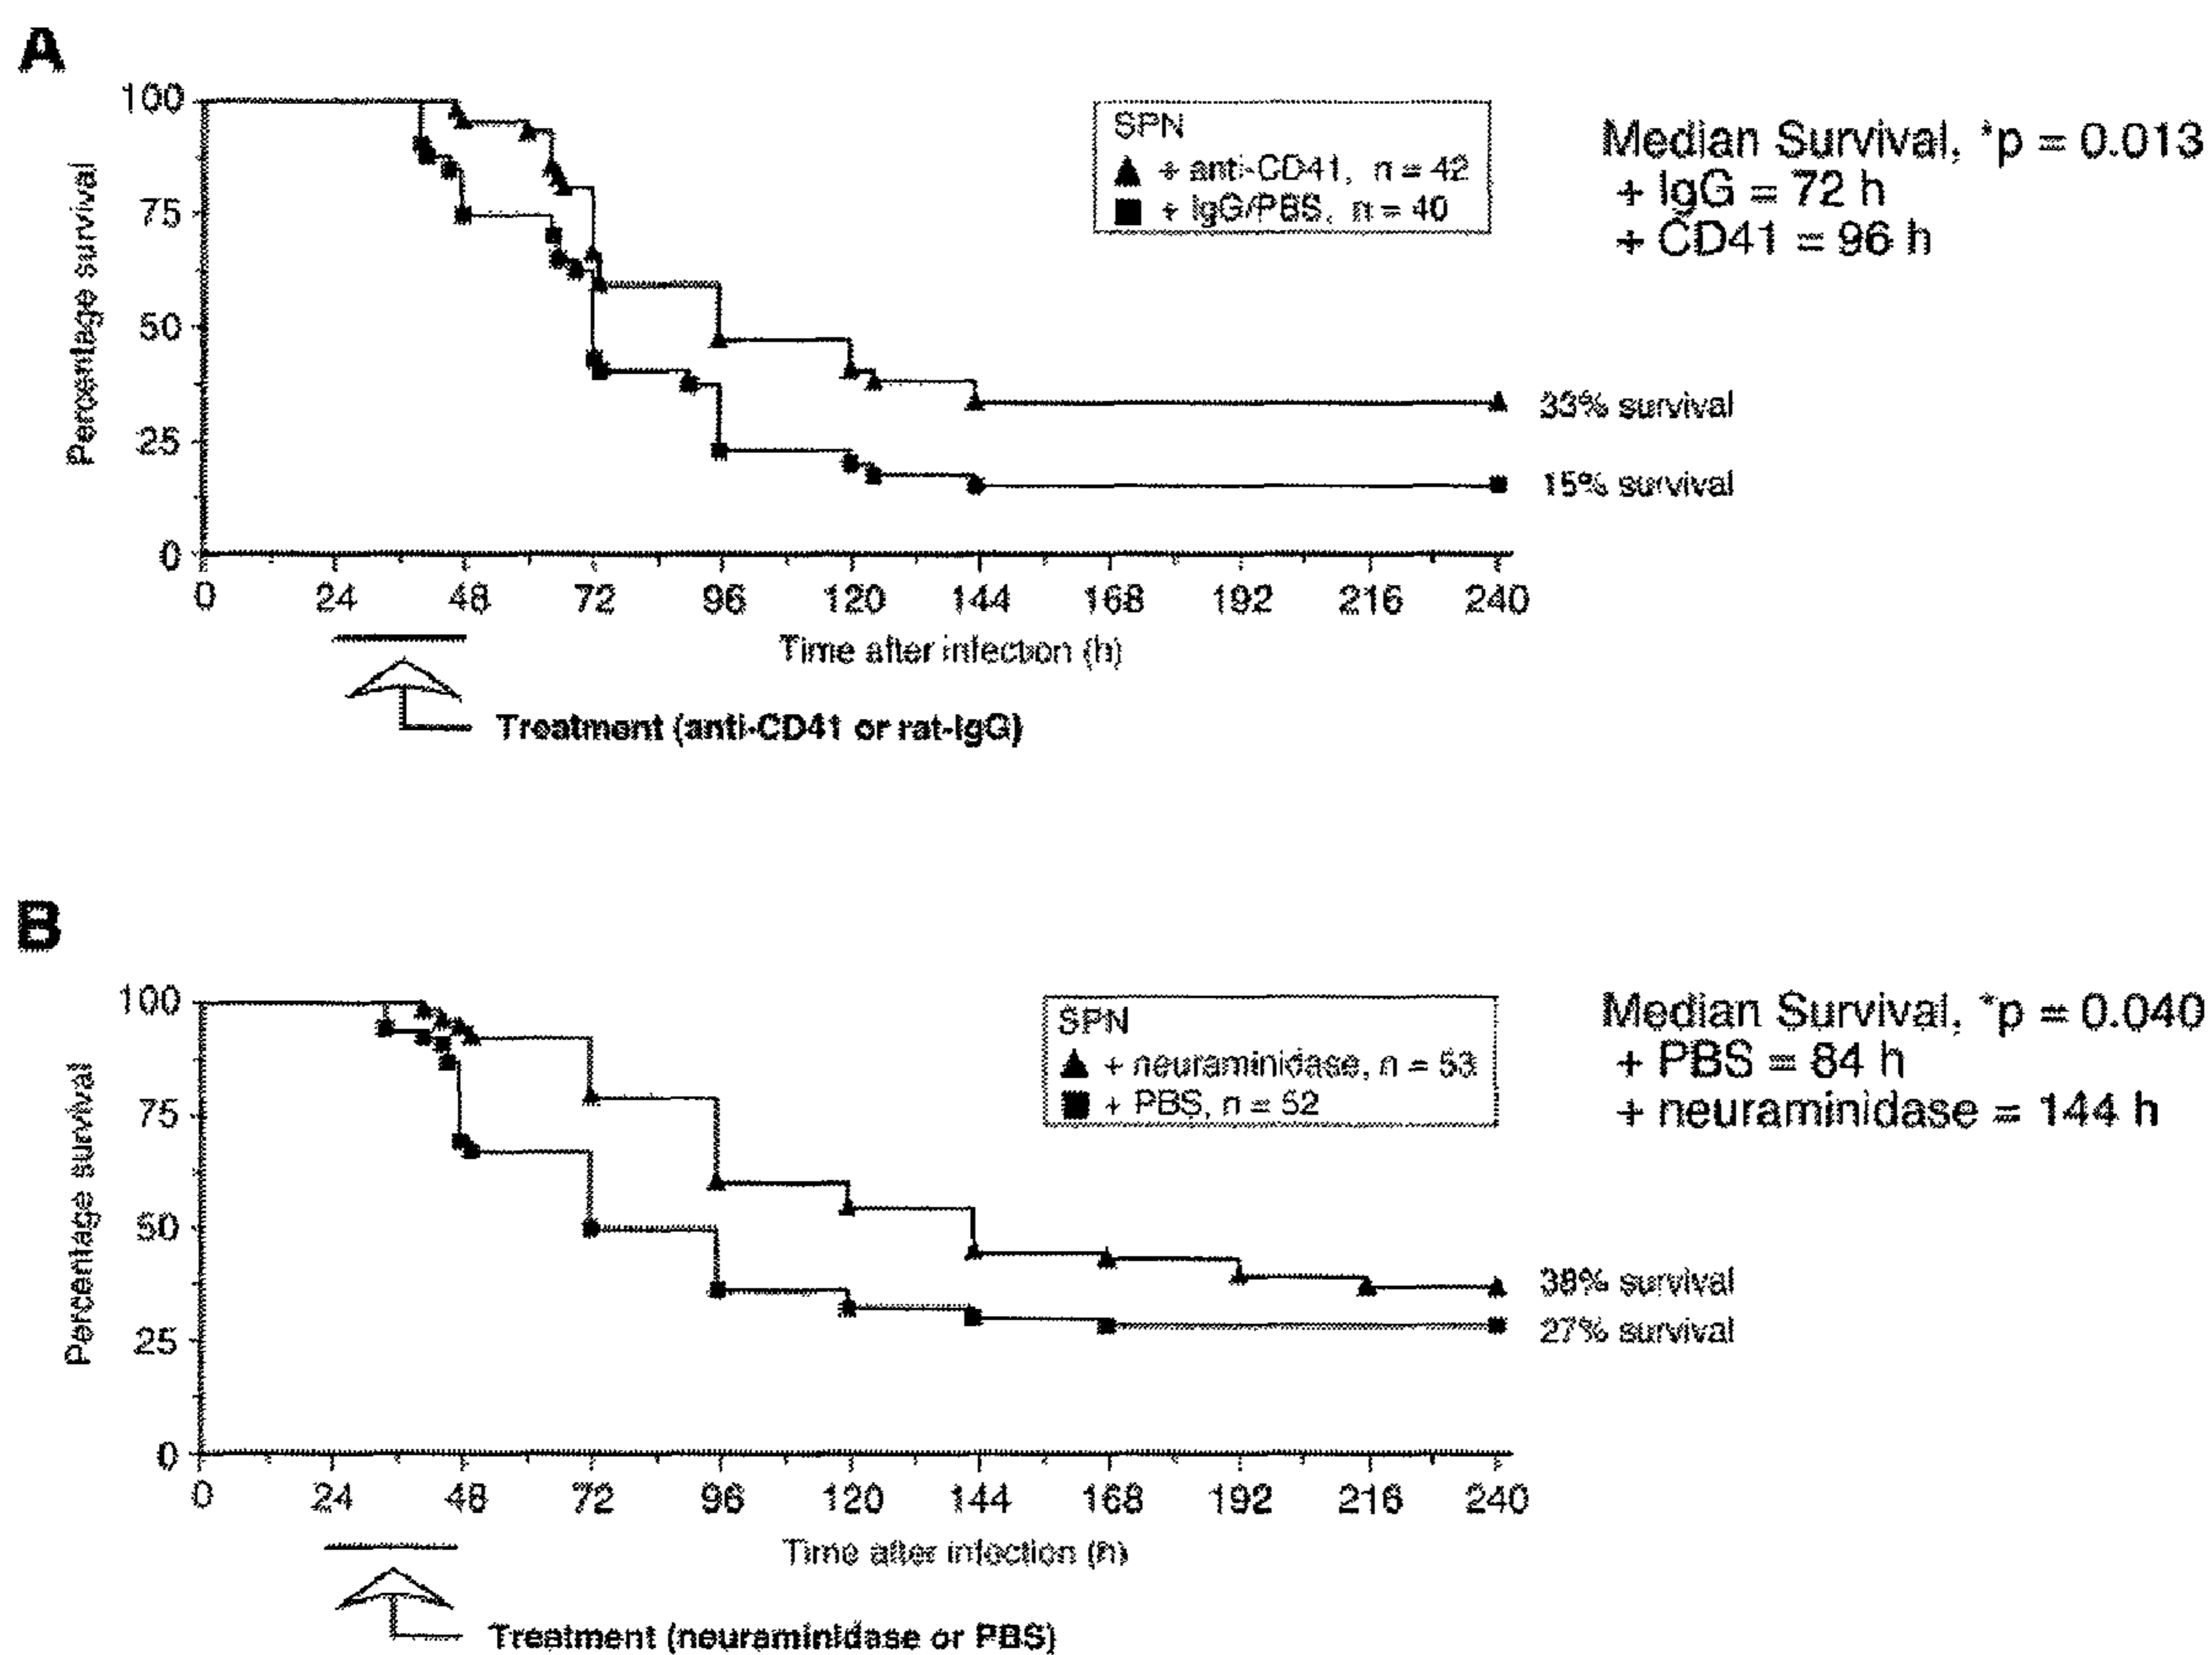 A
100
75
50
25
0
Percentage survival
SPN
+ anti-CD41, n = 42
+ IgG/PBS, n = 40
Median Survival, *p = 0.013
+ IgG = 72 h
+ CD41 = 96 h
33% survival
15% survival
0 24 48 72 96 120 144 168 192 216 240
Time after infection (h)
Treatment (anti-CD41 or rat-IgG)
B
100
75
50
25
0
Percentage survival
SPN
+ neuraminidase, n = 53
+ PBS, n = 52
Median Survival, *p = 0.040
+ PBS = 84 h
+ neuraminidase = 144 h
38% survival
27% survival
0 24 48 72 96 120 144 168 192 216 240
Time after infection (h)
Treatment (neuraminidase or PBS)